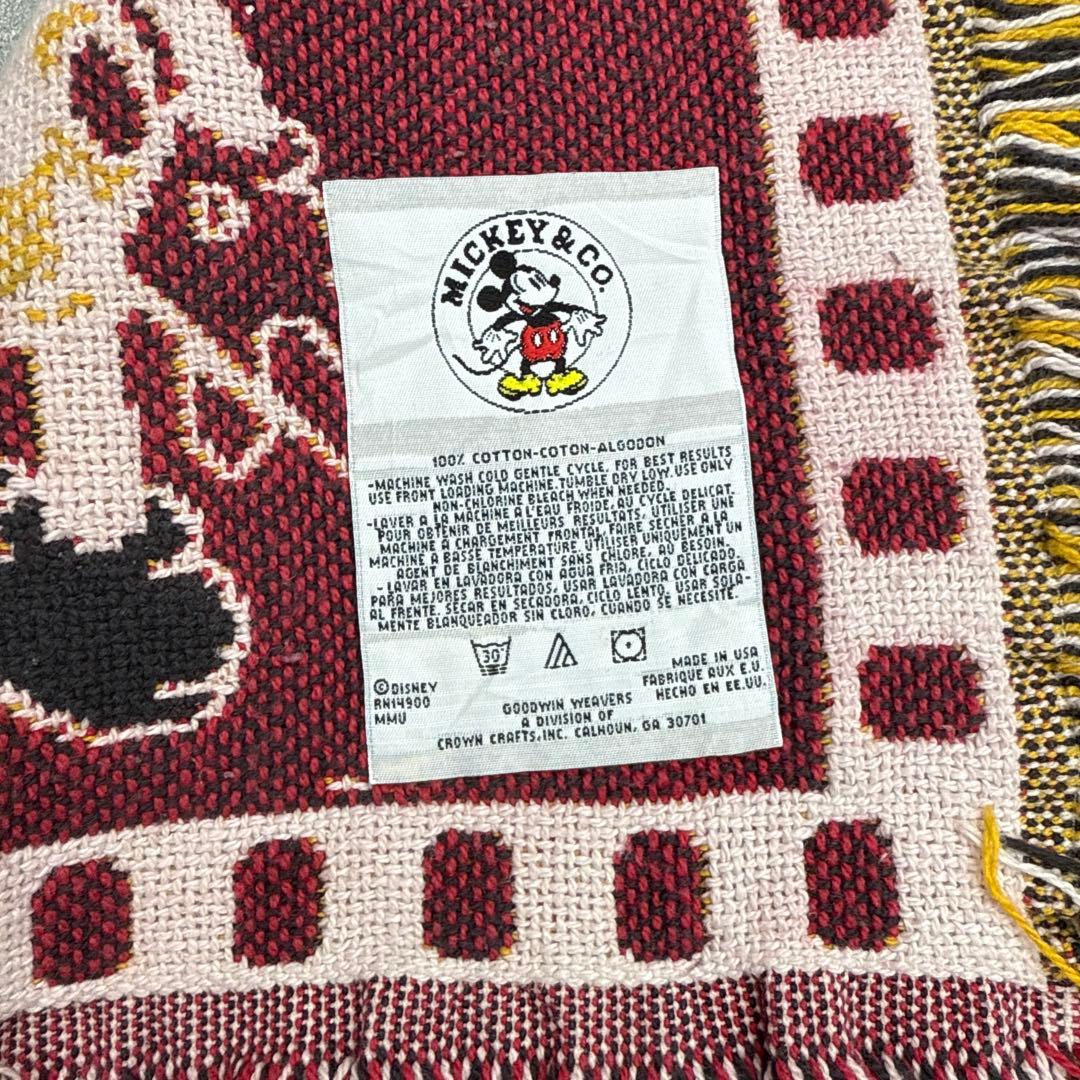 MICKEY & CO.
100% COTTON-COTON-ALGODON
-MACHINE WASH COLD GENTLE CYCLE. FOR BEST RESULTS
USE FRONT LOADING MACHINE.TUMBLE DRY LOW.USE ONLY
NON-CHLORINE BLEACH WHEN NEEDED.
-LAVER A LA MACHINE A L'EAU FROIDE, AU CYCLE DELICAT.
POUR OBTENIR DE MEILLEURS RESULTATS, UTILISER UNE
MACHINE A CHARGEMENT FRONTAL, FAIRE SECHER A LA
MACHINE A BASSE TEMPERATURE. UTILISER UNIQUEMENT UN
AGENT DE BLANCHIMENT SANS CHLORE, AU BESOIN.
- LAVAR EN LAVADORA CON AGUA FRIA, CICLO DELICADO.
PARA MEJORES RESULTADOS, USAR LAVADORA CON CARGA
AL FRENTE. SECAR EN SECADORA, CICLO LENTO. USAR SOLA-
MENTE BLANQUEADOR SIN CLORO, CUANDO SE NECESITE.
30°
MADE IN USA
FABRIQUE AUX E.U.
HECHO EN EE.UU.
©DISNEY
RN14900
MMU
GOODWIN WEAVERS
A DIVISION OF
CROWN CRAFTS,INC. CALHOUN, GA 30701